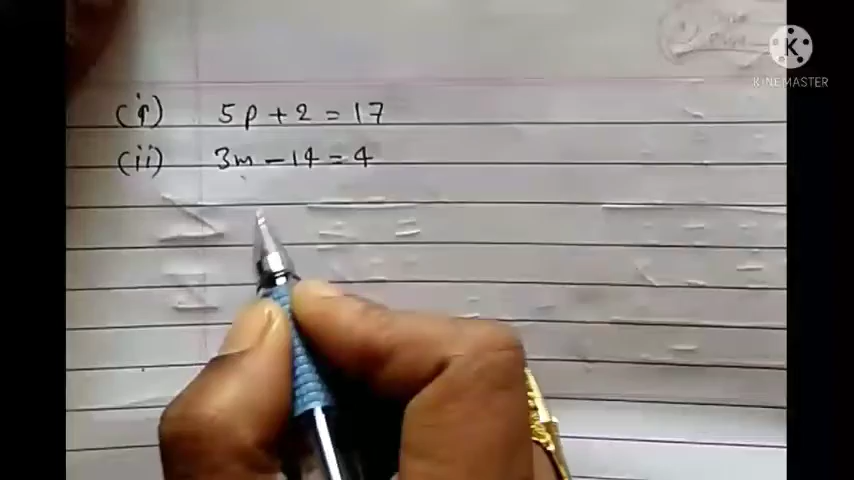 K
KINEMASTER
(i) 5p + 2 = 17
(ii) 3m - 14 = 4